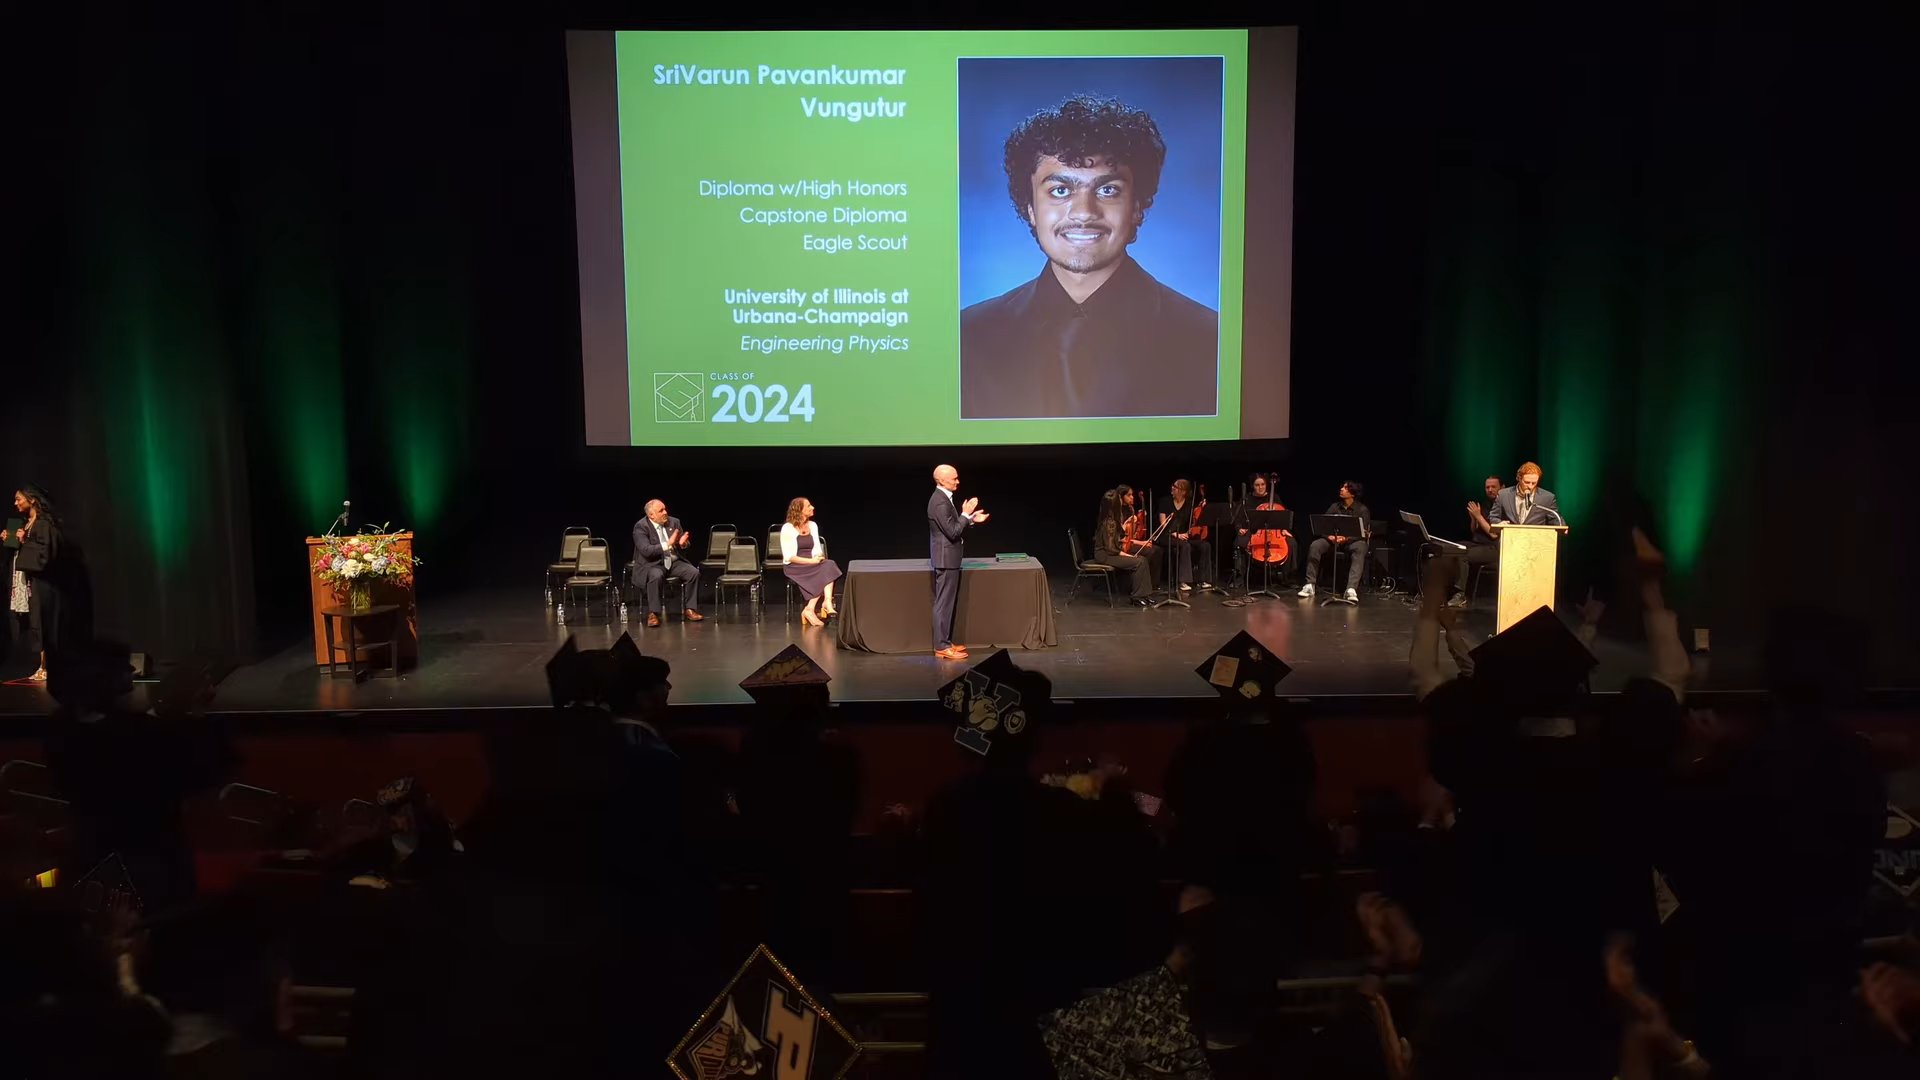 SriVarun Pavankumar
Vungutur
Diploma w/High Honors
Capstone Diploma
Eagle Scout
University of Illinois at
Urbana-Champaign
Engineering Physics
CLASS OF
2024
Y
P